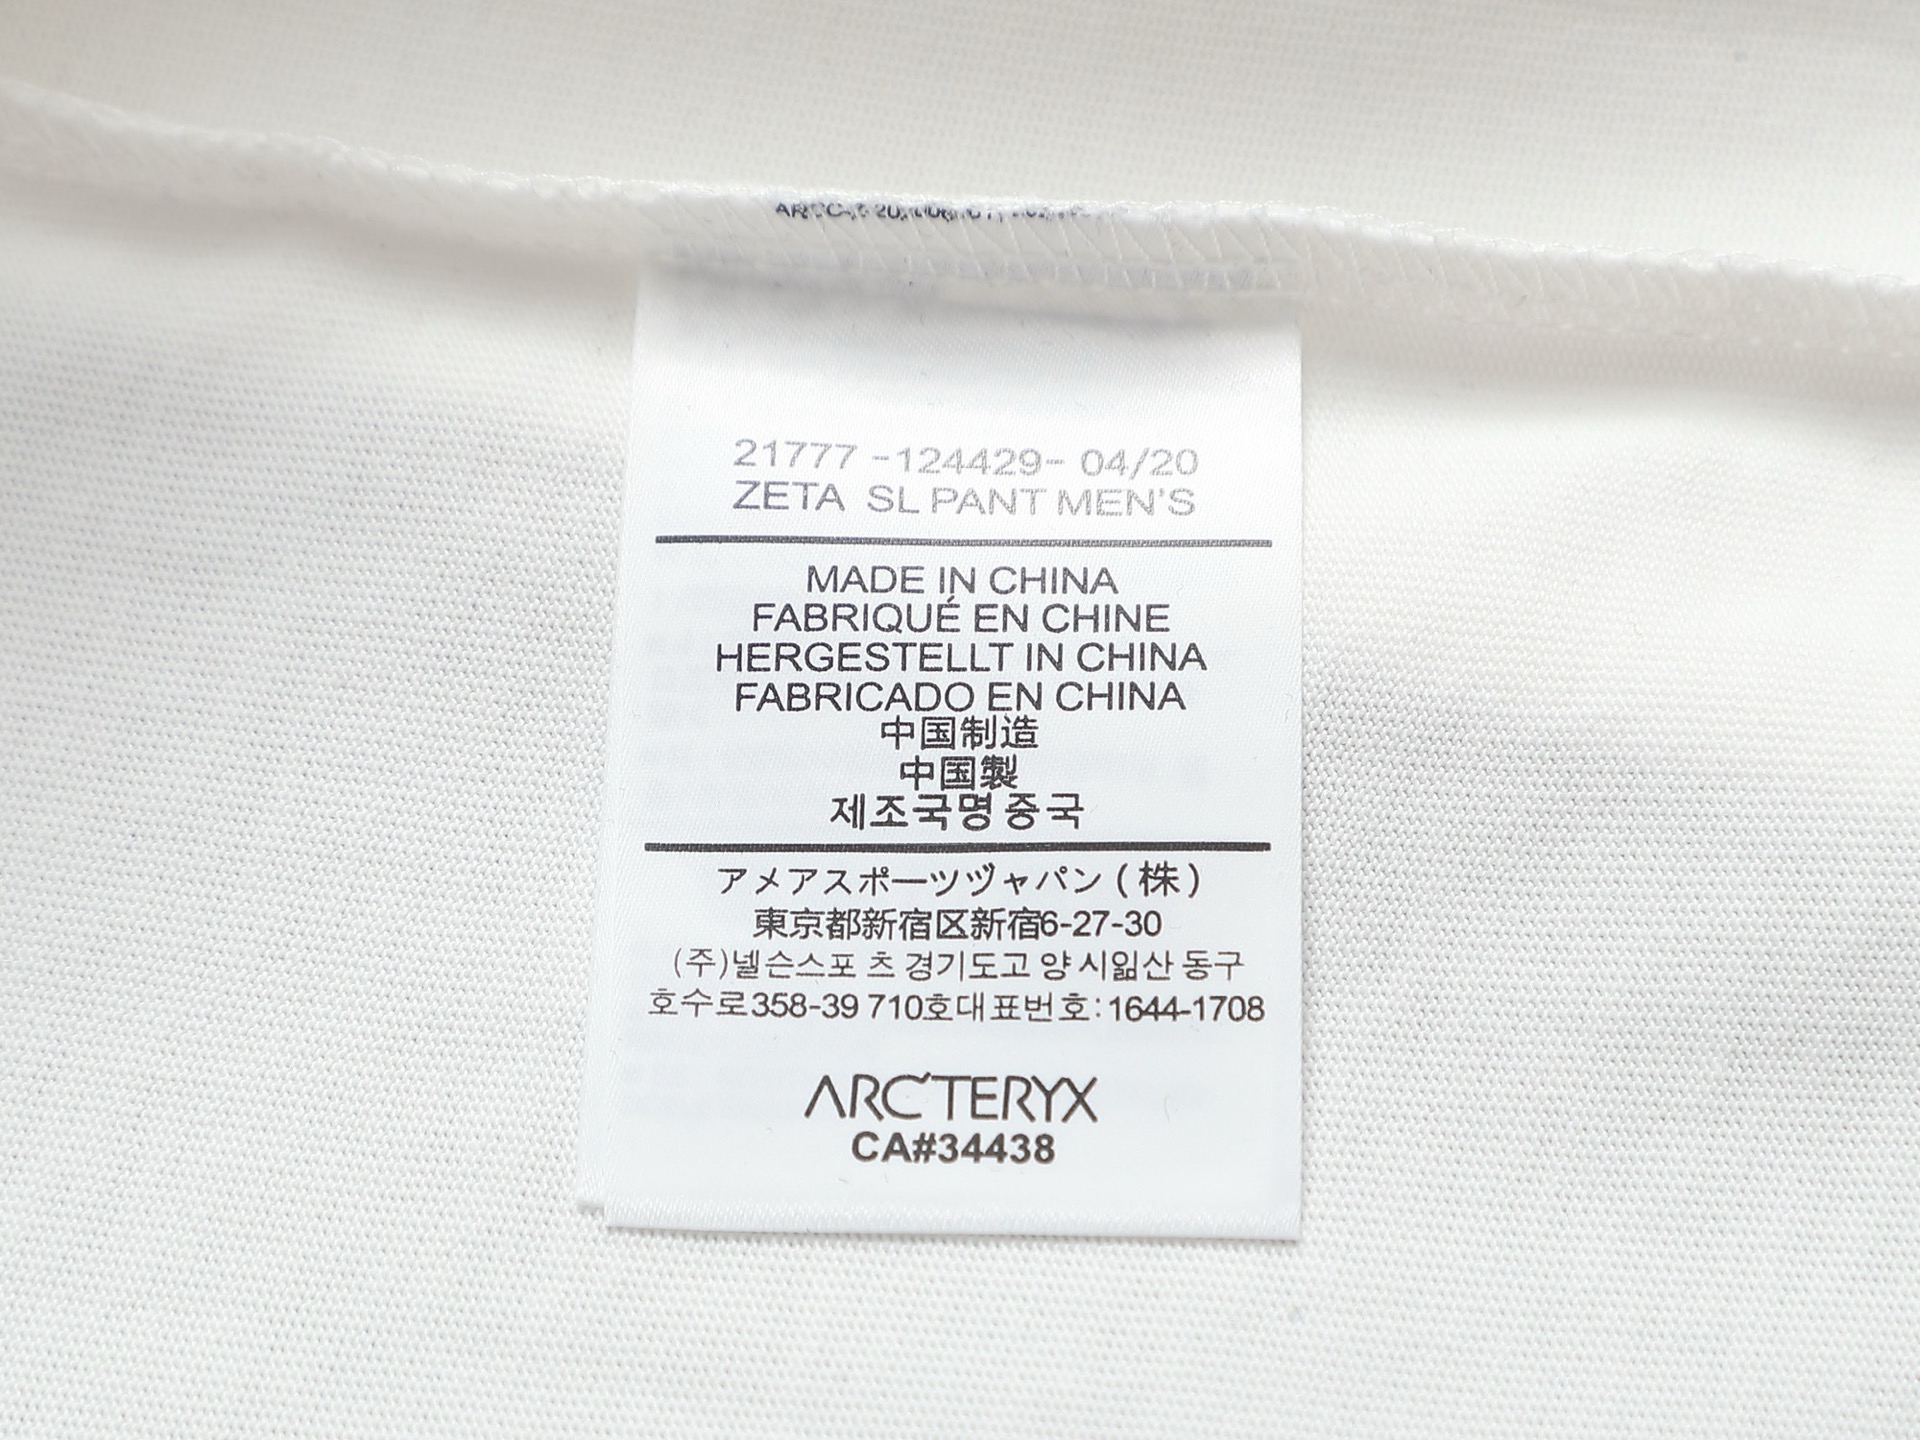 21777 -124429- 04/20
ZETA SL PANT MEN'S
MADE IN CHINA
FABRIQUÉ EN CHINE
HERGESTELLT IN CHINA
FABRICADO EN CHINA
中国制造
中国製
제조국명 중국
アメアスポーツヅャパン (株)
東京都新宿区新宿6-27-30
(주)넬슨스포 츠 경기도고 양 시잂산 동구
호수로358-39 710호대표번호: 1644-1708
ARC'TERYX
CA#34438